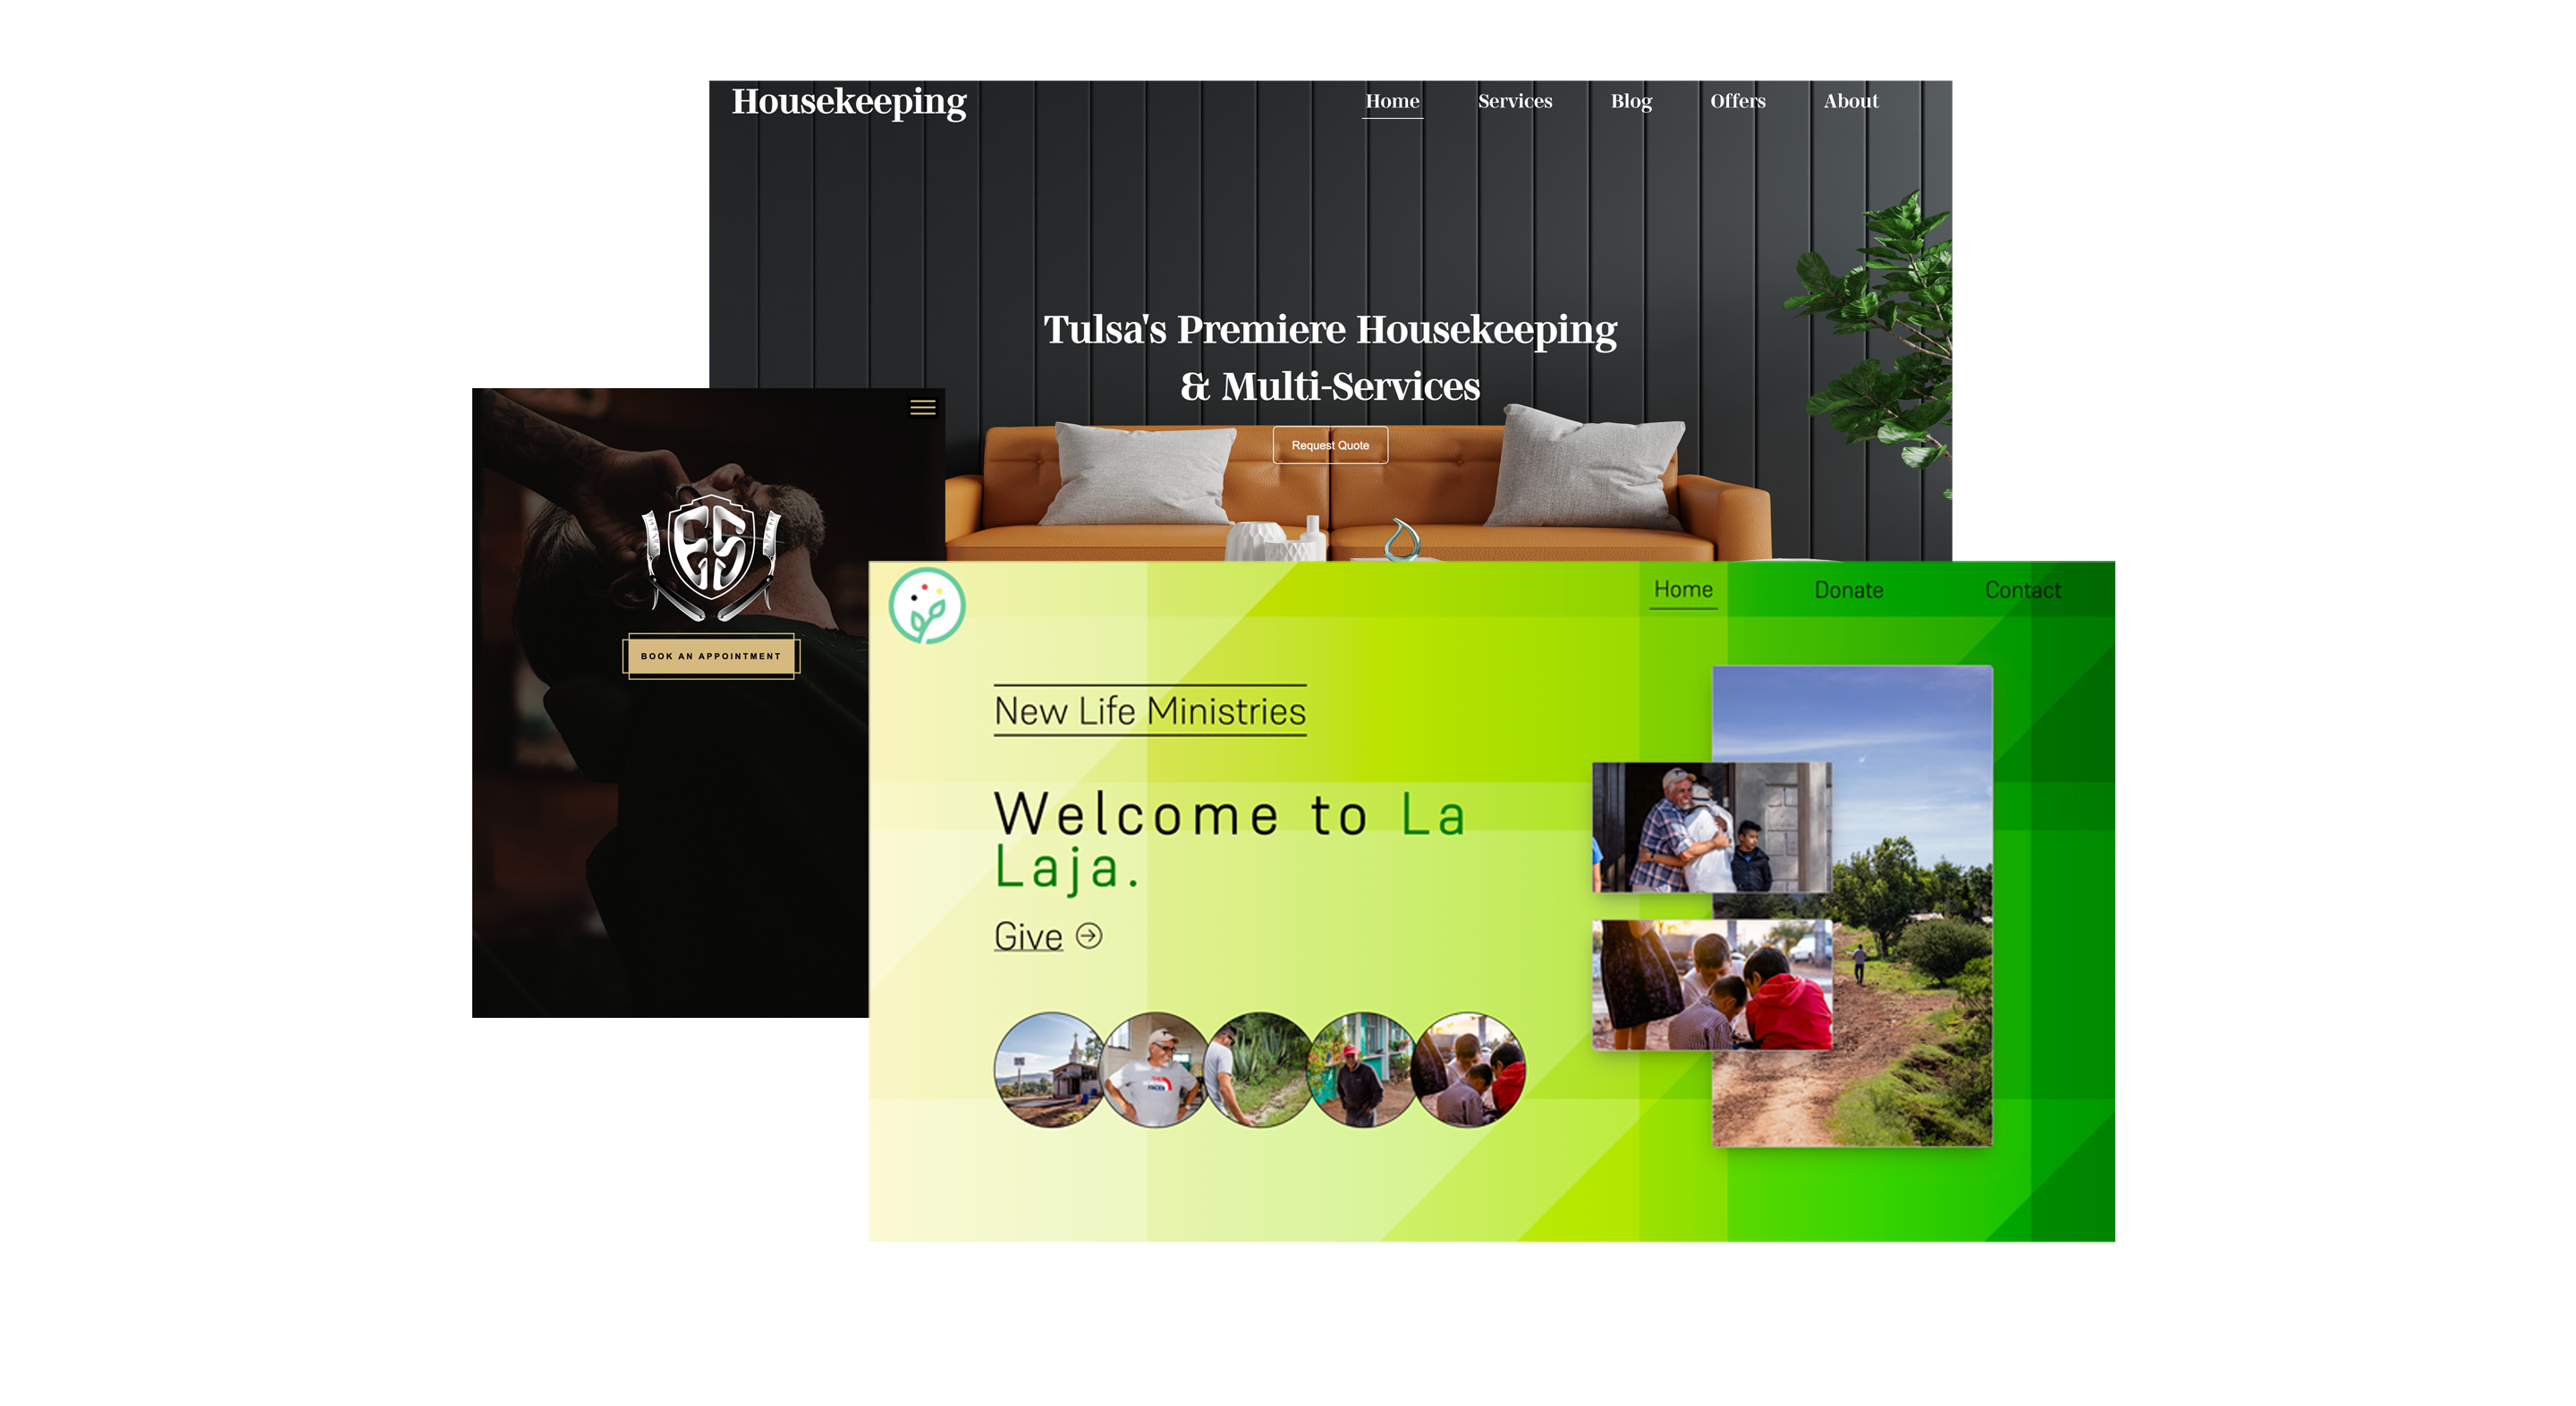 Housekeeping
Home Services Blog Offers About
Tulsa's Premiere Housekeeping
& Multi-Services
Request Quote
ES
BOOK AN APPOINTMENT
Home Donate Contact
New Life Ministries
Welcome to La
Laja.
Give